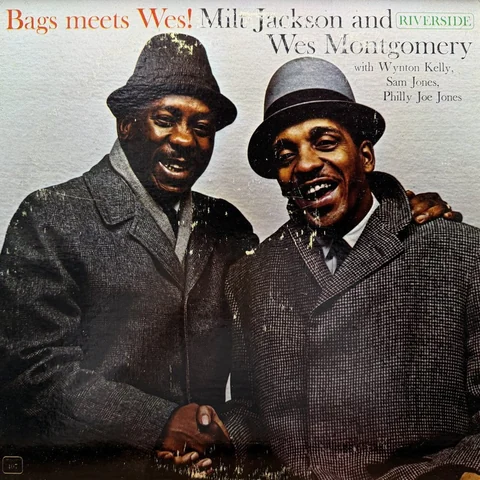 Bags meets Wes! Milt Jackson and RIVERSIDE
Wes Montgomery
with Wynton Kelly,
Sam Jones,
Philly Joe Jones